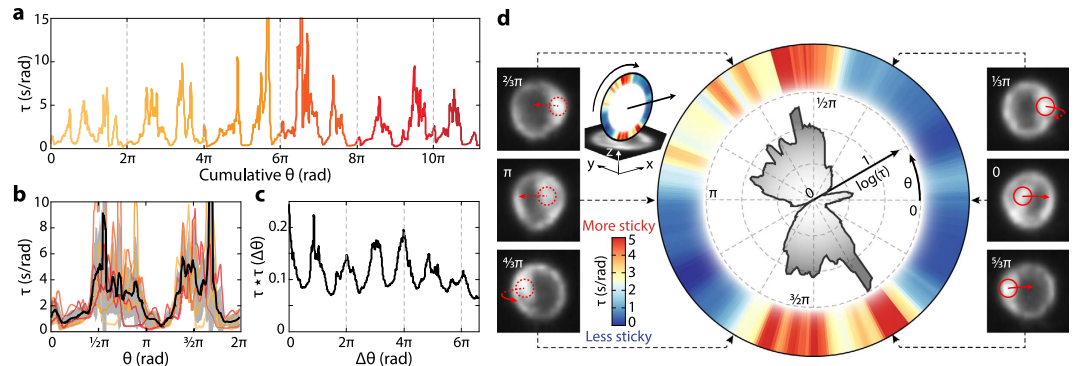 a
τ (s/rad)
15
10
5
0
0
2π
4π
6π
8π
10π
Cumulative θ (rad)
b
τ (s/rad)
10
8
6
4
2
0
0
½π
π
³⁄₂π
2π
θ (rad)
c
τ ⋆ τ (Δθ)
0.2
0.1
0
0
2π
4π
6π
Δθ (rad)
d
⅔π
π
⁴⁄₃π
z
y
x
½π
π
³⁄₂π
0
1
log(τ)
θ
0
More sticky
τ (s/rad)
5
4
3
2
1
0
Less sticky
⅓π
0
⁵⁄₃π